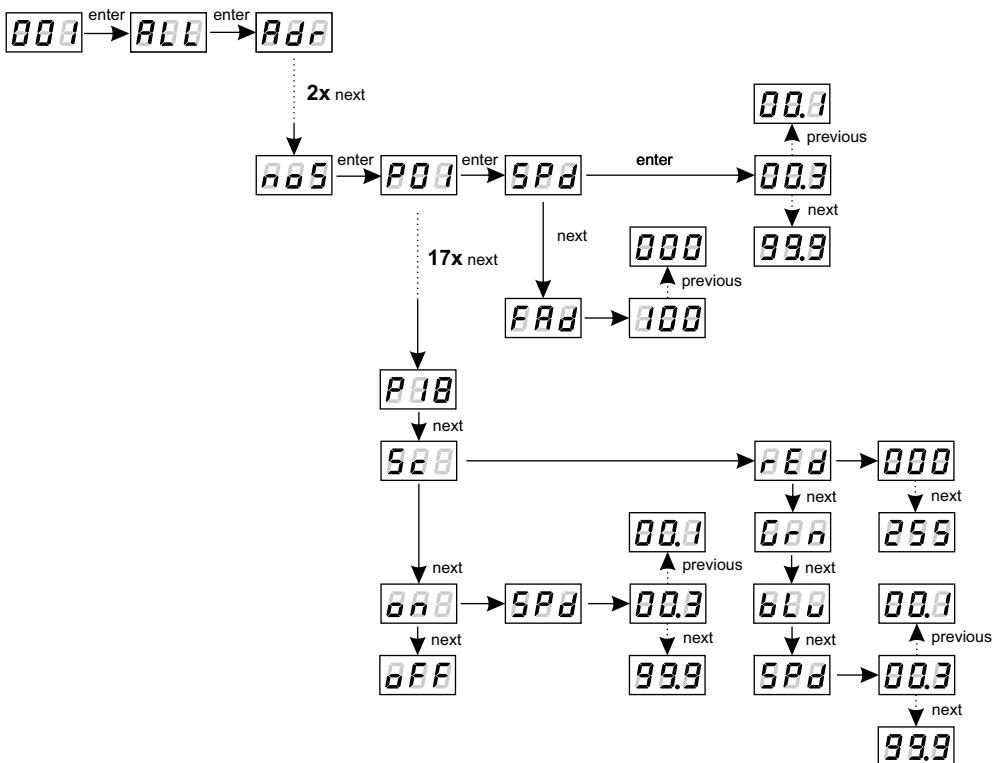 001 enter ALL enter Adr
2x next
00.1
previous
noS enter P01 enter SPd enter 00.3
next
99.9
17x next
next
000
previous
FAd 100
P18
next
Sc rEd 000
next next
Grn 255
00.1
previous
next next
on SPd 00.3 bLu 00.1
next next next previous
oFF 99.9 SPd 00.3
next
99.9